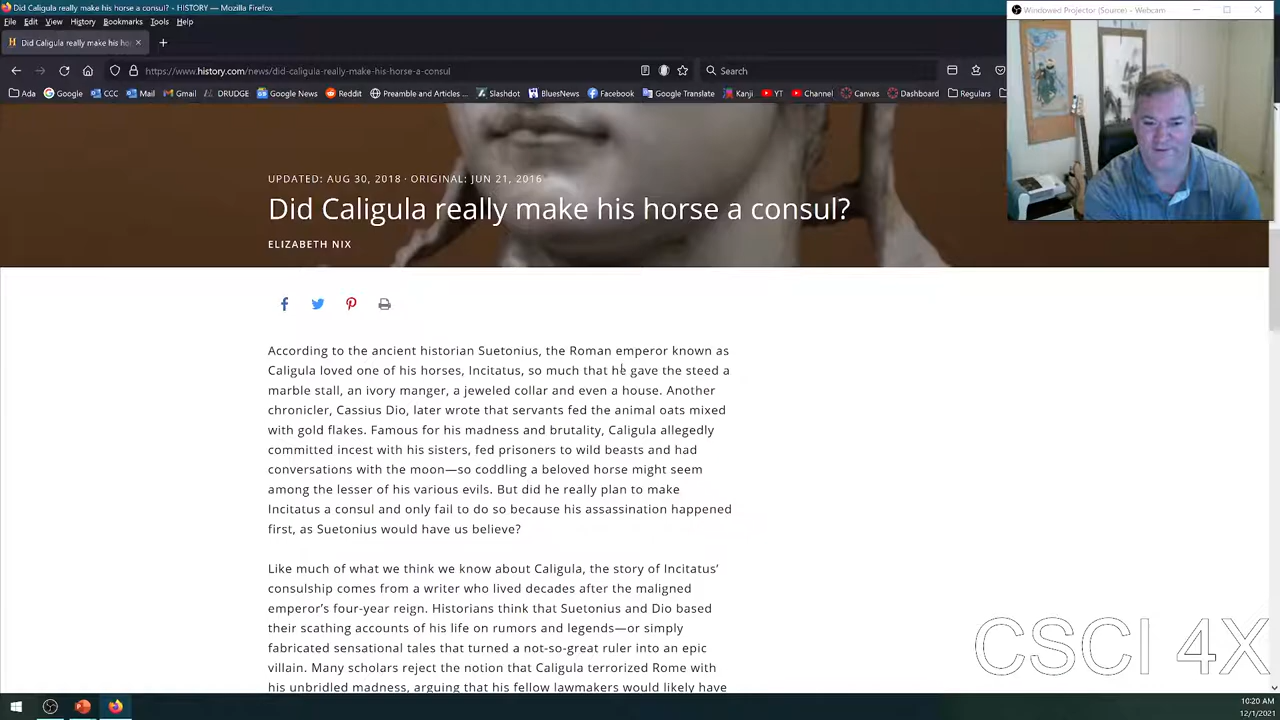 Did Caligula really make his horse a consul? - HISTORY — Mozilla Firefox
File Edit View History Bookmarks Tools Help
Windowed Projector (Source) - Webcam
Did Caligula really make his ho
https://www.history.com/news/did-caligula-really-make-his-horse-a-consul
Search
Ada Google CCC Mail Gmail DRUDGE Google News Reddit Preamble and Articles ... Slashdot BluesNews Facebook Google Translate Kanji YT Channel Canvas Dashboard Regulars
UPDATED: AUG 30, 2018 · ORIGINAL: JUN 21, 2016
Did Caligula really make his horse a consul?
ELIZABETH NIX
According to the ancient historian Suetonius, the Roman emperor known as
Caligula loved one of his horses, Incitatus, so much that he gave the steed a
marble stall, an ivory manger, a jeweled collar and even a house. Another
chronicler, Cassius Dio, later wrote that servants fed the animal oats mixed
with gold flakes. Famous for his madness and brutality, Caligula allegedly
committed incest with his sisters, fed prisoners to wild beasts and had
conversations with the moon—so coddling a beloved horse might seem
among the lesser of his various evils. But did he really plan to make
Incitatus a consul and only fail to do so because his assassination happened
first, as Suetonius would have us believe?
Like much of what we think we know about Caligula, the story of Incitatus'
consulship comes from a writer who lived decades after the maligned
emperor's four-year reign. Historians think that Suetonius and Dio based
their scathing accounts of his life on rumors and legends—or simply
fabricated sensational tales that turned a not-so-great ruler into an epic
villain. Many scholars reject the notion that Caligula terrorized Rome with
his unbridled madness, arguing that his fellow lawmakers would likely have
CSCI 4X
10:20 AM
12/1/2021